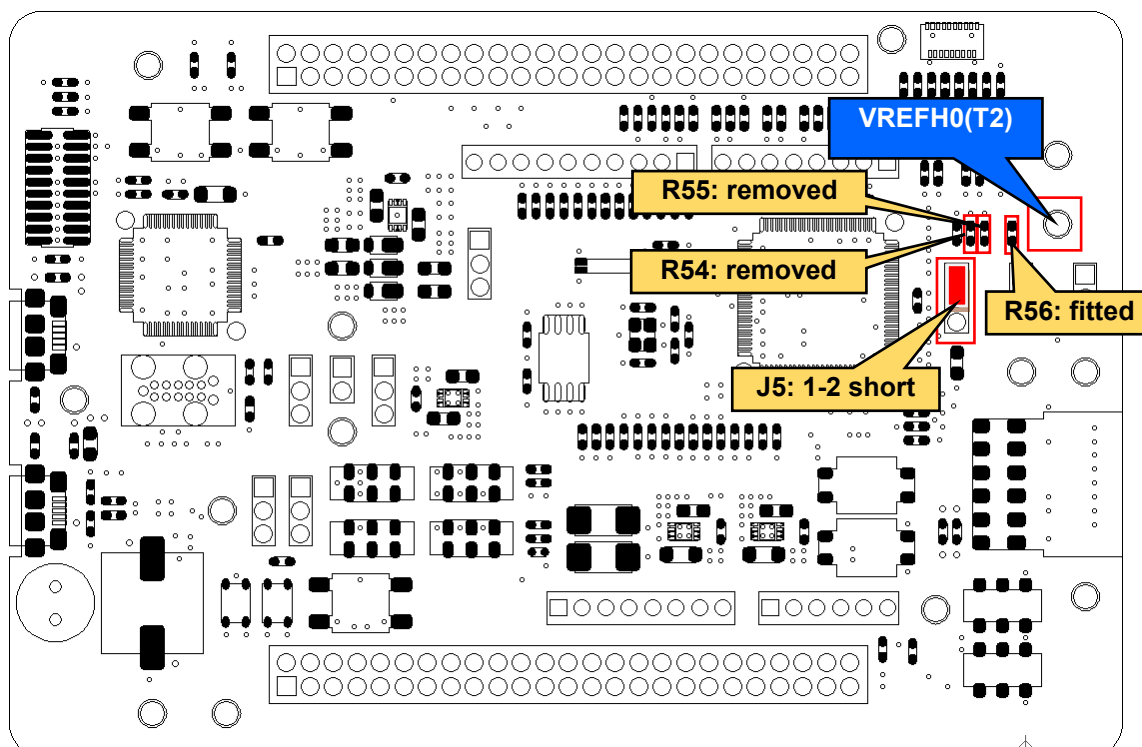 VREFH0(T2)
R55: removed
R54: removed
R56: fitted
J5: 1-2 short